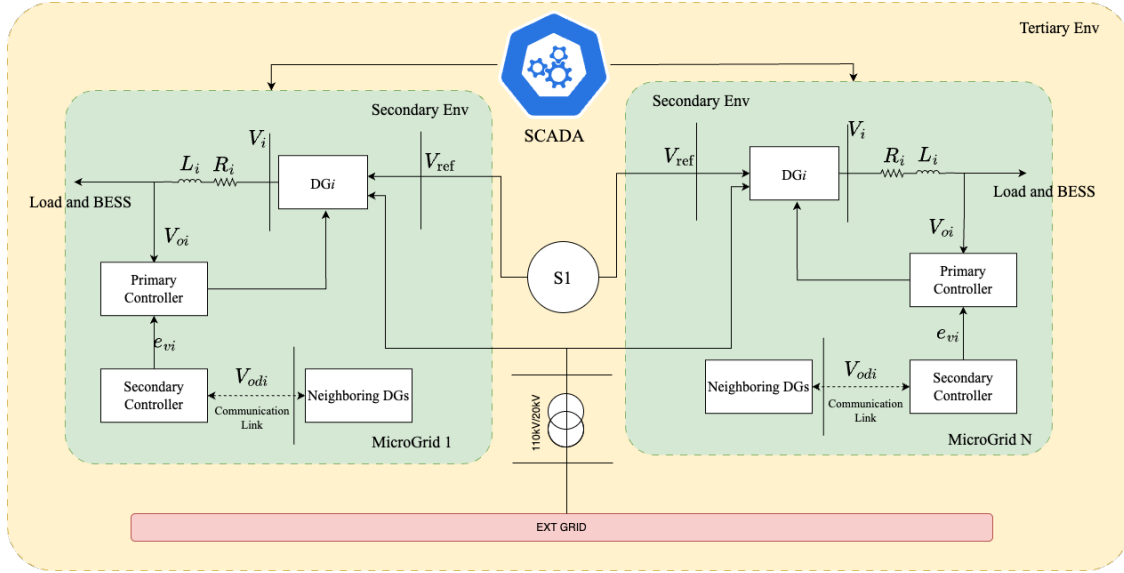 Tertiary Env
SCADA
Secondary Env
V_i
L_i R_i
V_ref
DGi
Load and BESS
V_oi
Primary
Controller
e_vi
Secondary
Controller
V_odi
Communication
Link
Neighboring DGs
MicroGrid 1
S1
110kV/20kV
Secondary Env
V_ref
V_i
DGi
R_i L_i
Load and BESS
V_oi
Primary
Controller
e_vi
Neighboring DGs
V_odi
Communication
Link
Secondary
Controller
MicroGrid N
EXT GRID